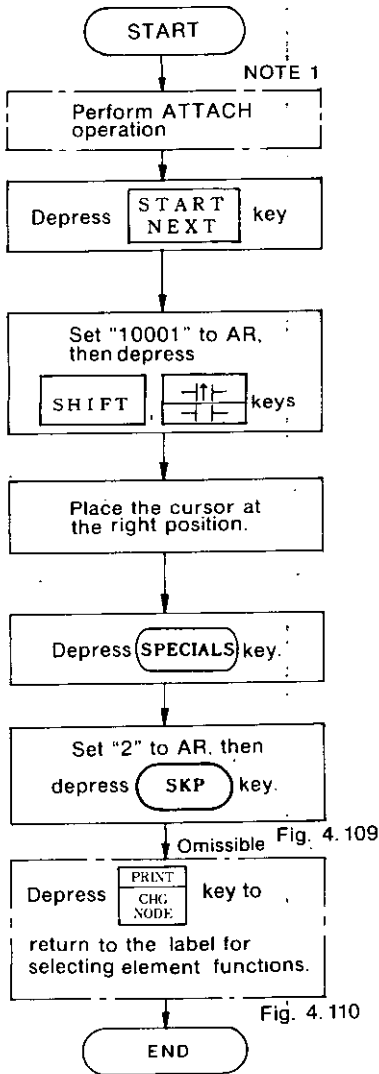 START
NOTE 1
Perform ATTACH
operation
Depress START NEXT key
Set "10001" to AR,
then depress
SHIFT , keys
Place the cursor at
the right position.
Depress SPECIALS key.
Set "2" to AR, then
depress SKP key.
Omissible Fig. 4.109
Depress PRINT CHG NODE key to
return to the label for
selecting element functions.
Fig. 4.110
END